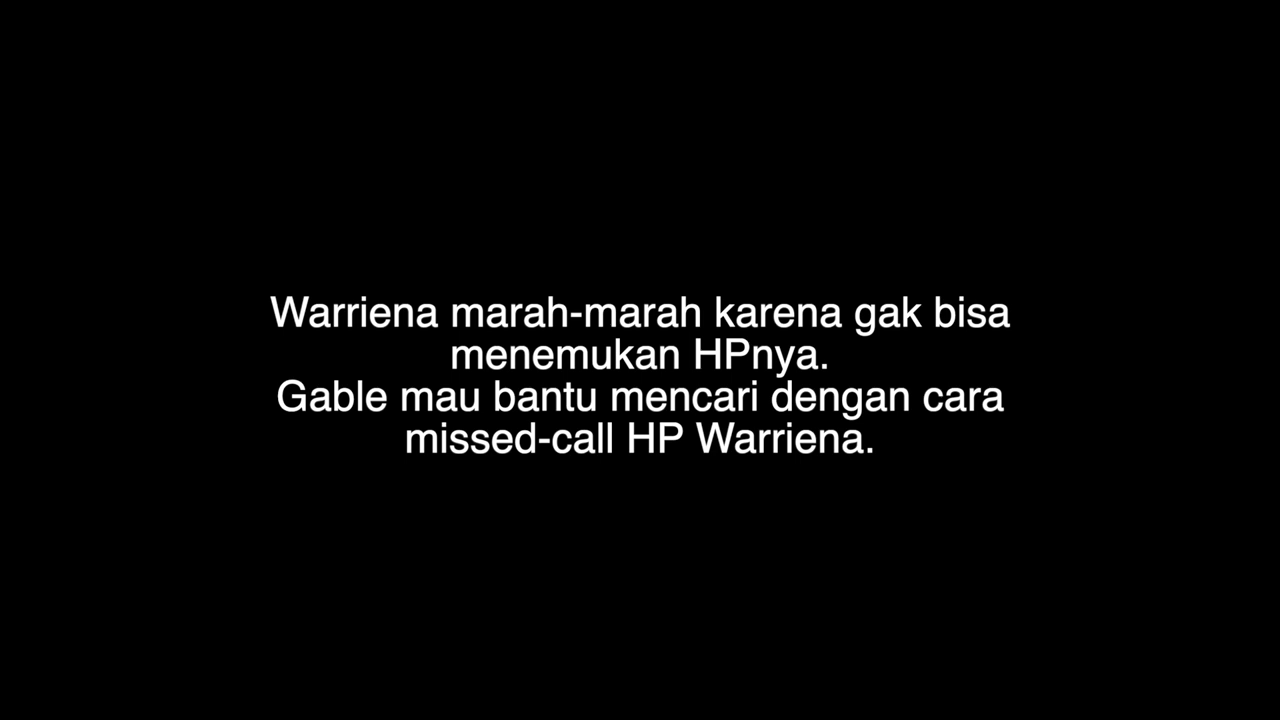 Warriena marah-marah karena gak bisa
menemukan HPnya.
Gable mau bantu mencari dengan cara
missed-call HP Warriena.